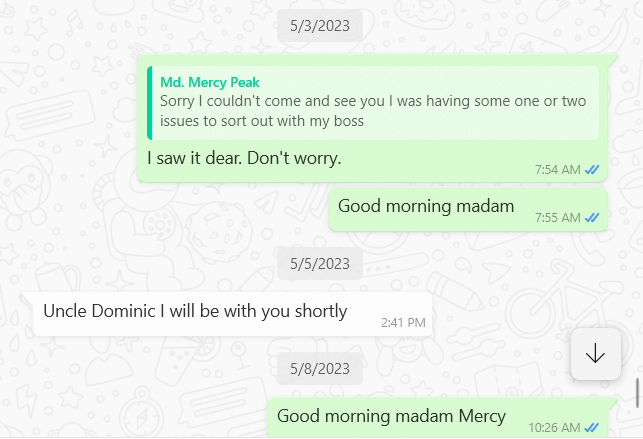 5/3/2023
Md. Mercy Peak
Sorry I couldn't come and see you I was having some one or two
issues to sort out with my boss
I saw it dear. Don't worry.
7:54 AM
Good morning madam
7:55 AM
5/5/2023
Uncle Dominic I will be with you shortly
2:41 PM
5/8/2023
Good morning madam Mercy
10:26 AM